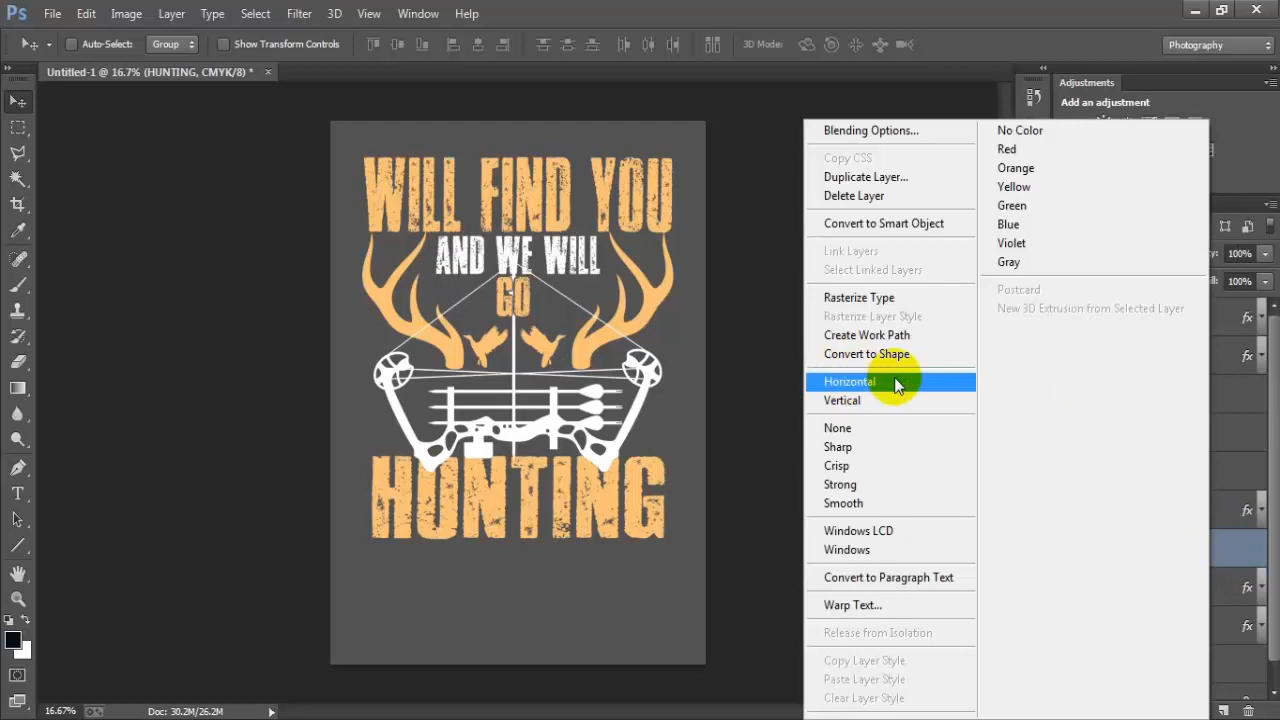 Ps File Edit Image Layer Type Select Filter 3D View Window Help
Auto-Select: Group Show Transform Controls 3D Mode: Photography
Untitled-1 @ 16.7% (HUNTING, CMYK/8) * ×
Adjustments
Add an adjustment
WILL FIND YOU
AND WE WILL
GO
HUNTING
Blending Options...
Copy CSS
Duplicate Layer...
Delete Layer
Convert to Smart Object
Link Layers
Select Linked Layers
Rasterize Type
Rasterize Layer Style
Create Work Path
Convert to Shape
Horizontal
Vertical
None
Sharp
Crisp
Strong
Smooth
Windows LCD
Windows
Convert to Paragraph Text
Warp Text...
Release from Isolation
Copy Layer Style
Paste Layer Style
Clear Layer Style
No Color
Red
Orange
Yellow
Green
Blue
Violet
Gray
Postcard
New 3D Extrusion from Selected Layer
100%
100%
fx
fx
fx
fx
fx
16.67% Doc: 30.2M/26.2M